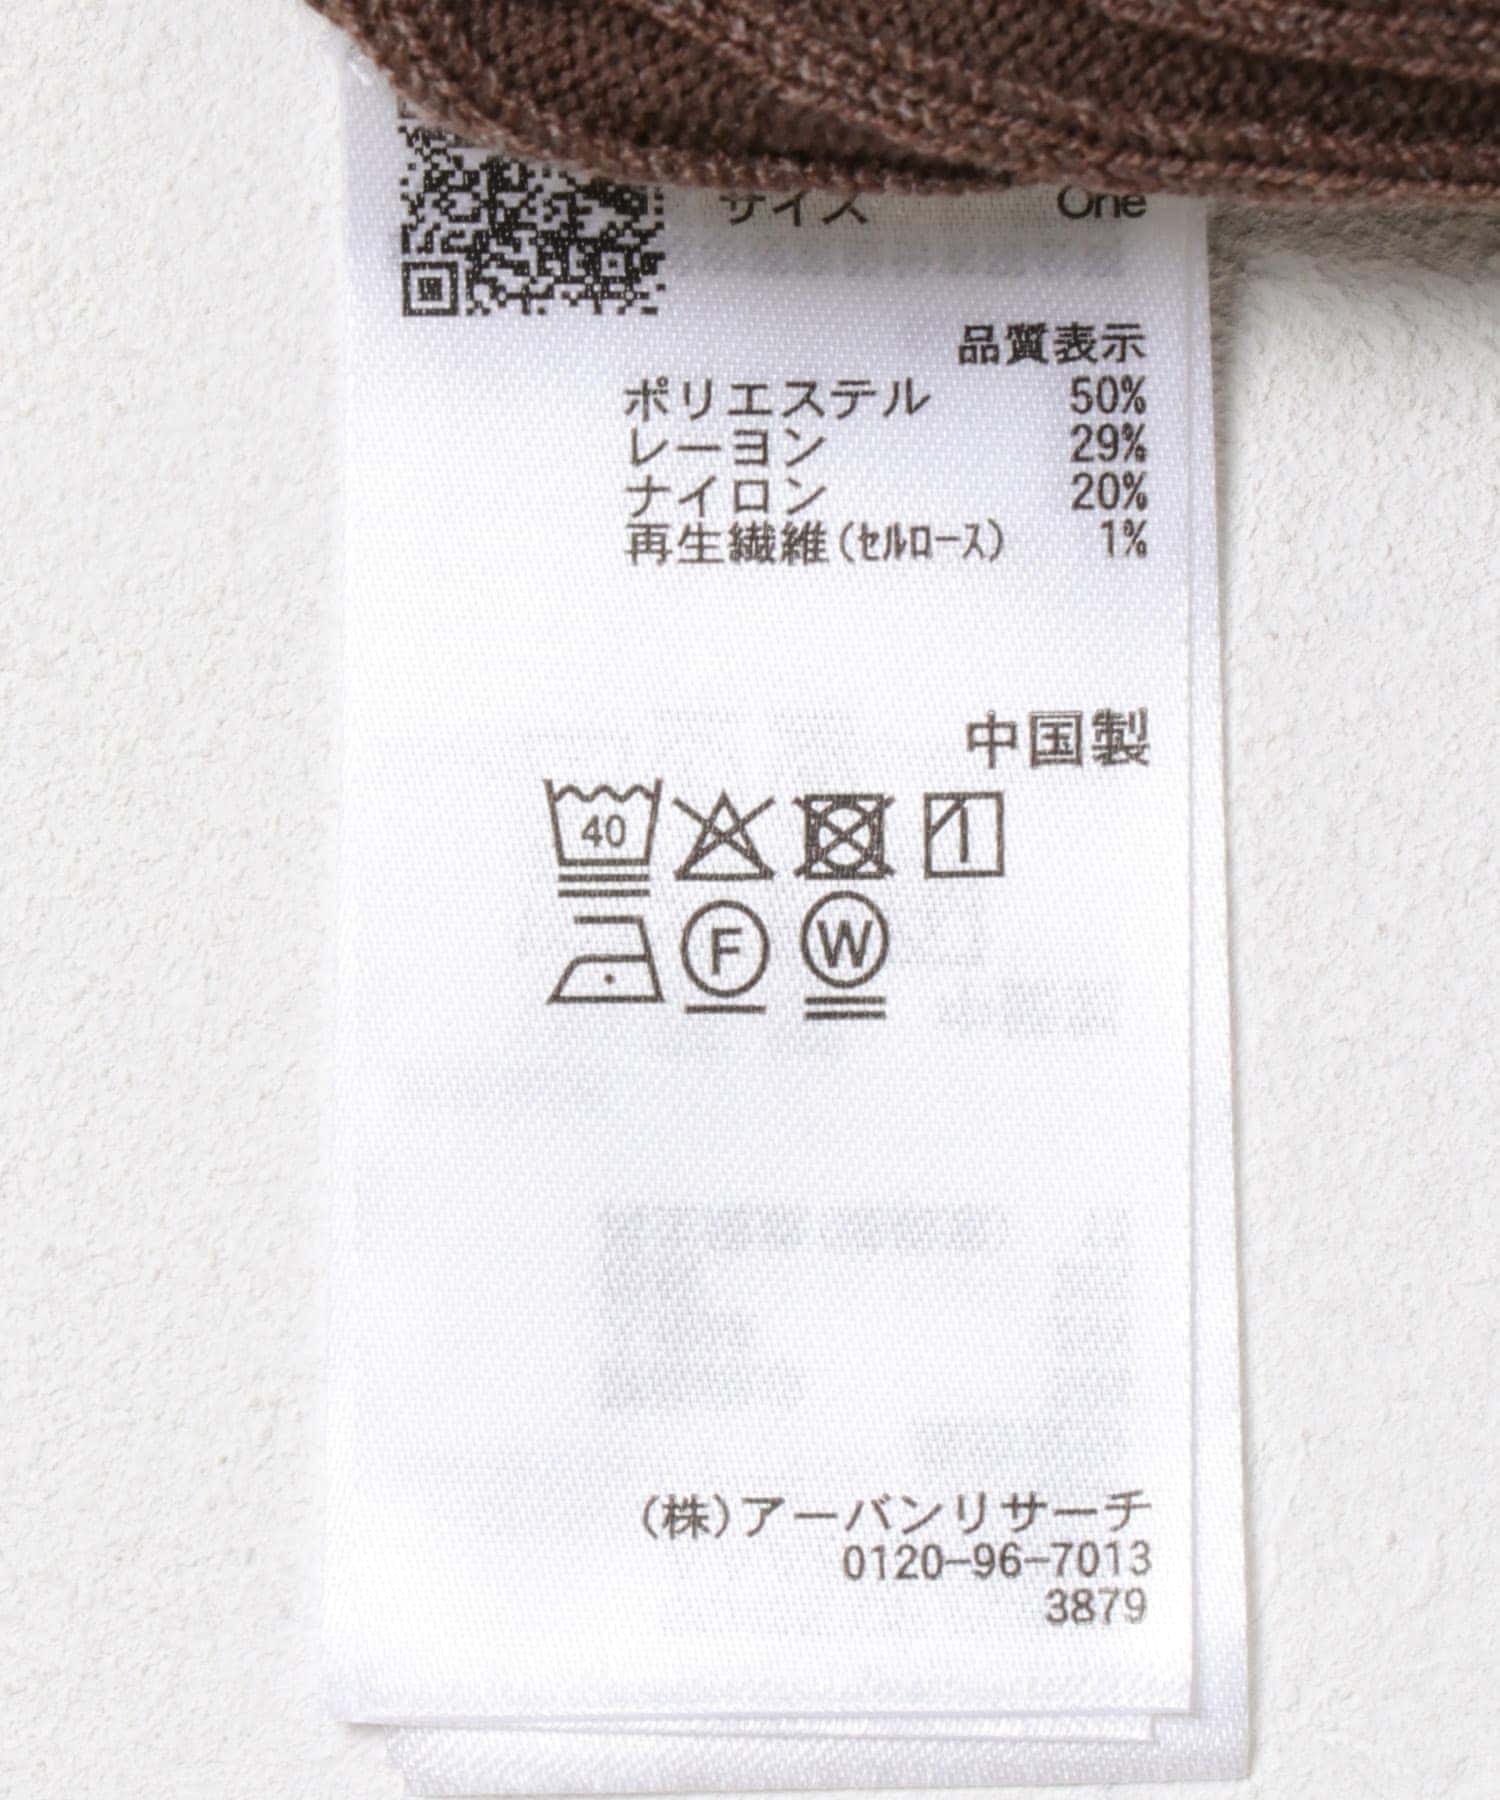 サイズ One
品質表示
ポリエステル 50%
レーヨン 29%
ナイロン 20%
再生繊維(セルロース) 1%
中国製
40
F W
(株)アーバンリサーチ
0120-96-7013
3879